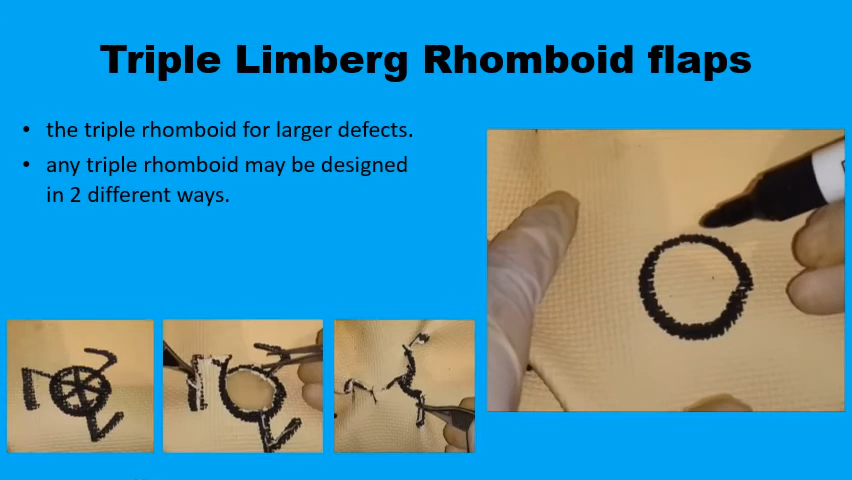 Triple Limberg Rhomboid flaps
• the triple rhomboid for larger defects.
• any triple rhomboid may be designed
in 2 different ways.